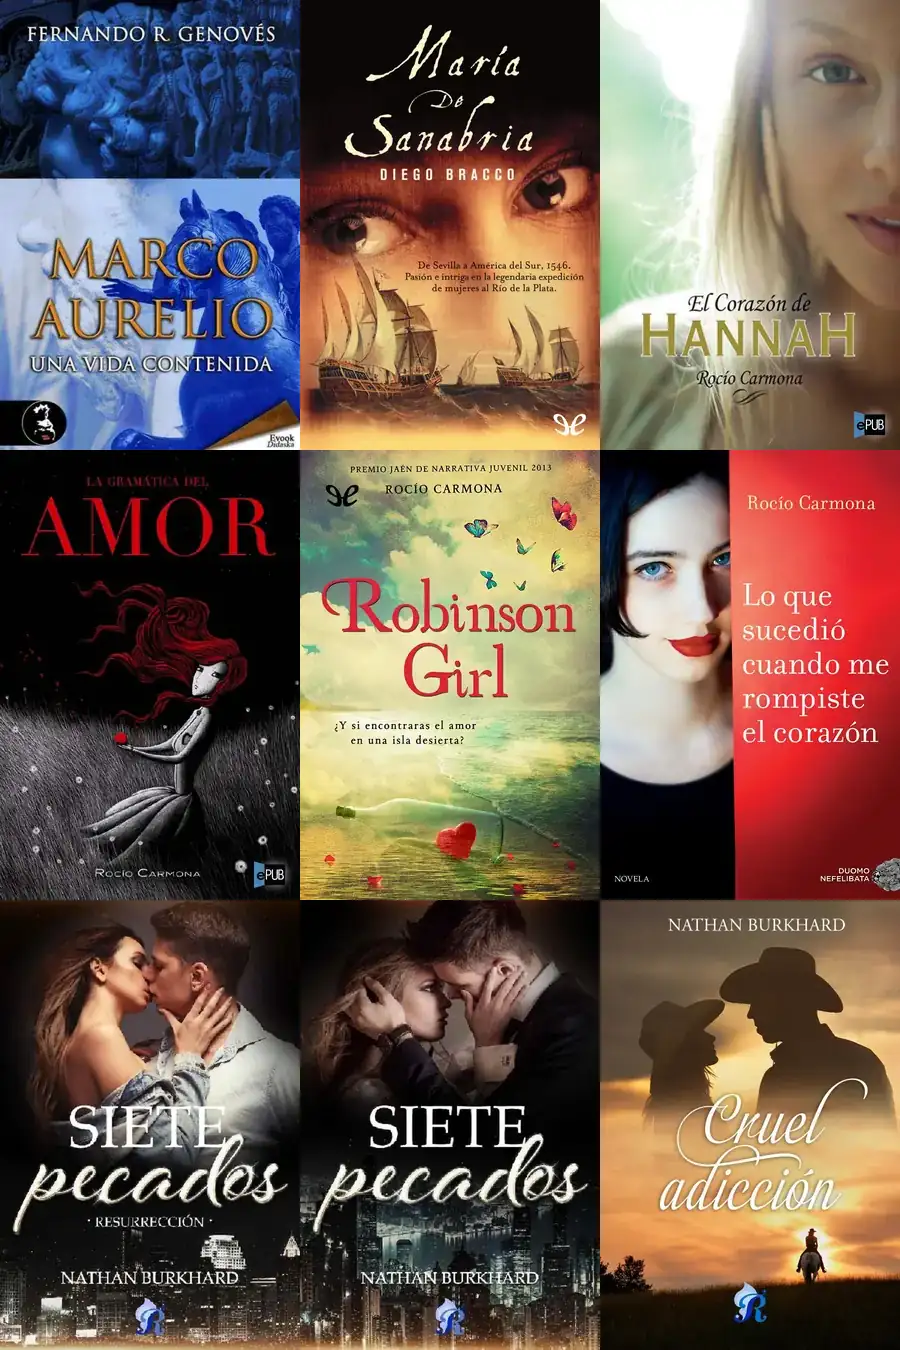 FERNANDO R. GENOVÉS
MARCO
AURELIO
UNA VIDA CONTENIDA
Evook
Didaska
María
De
Sanabria
DIEGO BRACCO
De Sevilla a América del Sur, 1546.
Pasión e intriga en la legendaria expedición
de mujeres al Río de la Plata.
El Corazón de
HANNAH
Rocío Carmona
ePUB
LA GRAMÁTICA DEL
AMOR
ROCÍO CARMONA
ePUB
PREMIO JAÉN DE NARRATIVA JUVENIL 2013
ROCÍO CARMONA
Robinson
Girl
¿Y si encontraras el amor
en una isla desierta?
Rocío Carmona
Lo que
sucedió
cuando me
rompiste
el corazón
NOVELA
DUOMO
NEFELIBATA
SIETE
pecados
· RESURRECCIÓN ·
NATHAN BURKHARD
R
SIETE
pecados
NATHAN BURKHARD
R
NATHAN BURKHARD
Cruel
adicción
R